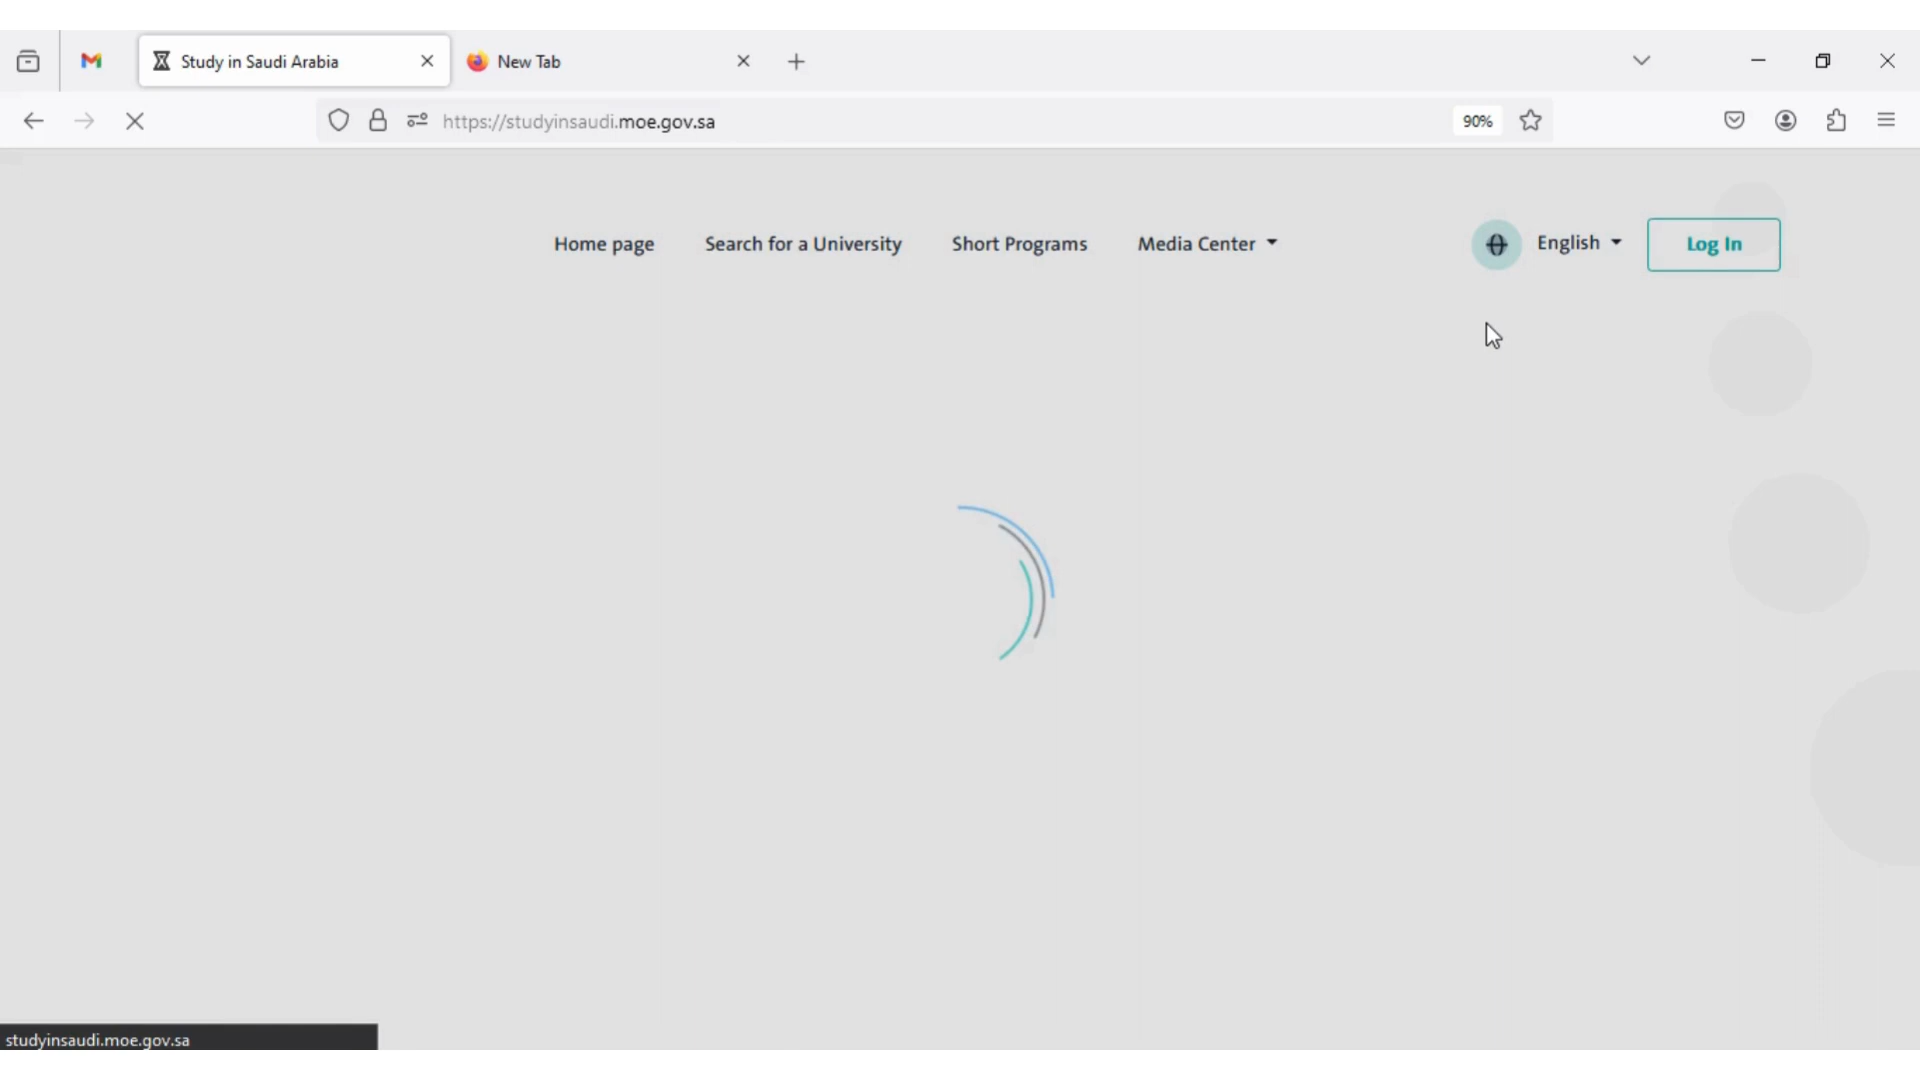 Study in Saudi Arabia
New Tab
https://studyinsaudi.moe.gov.sa
90%
Home page
Search for a University
Short Programs
Media Center
English
Log In
studyinsaudi.moe.gov.sa